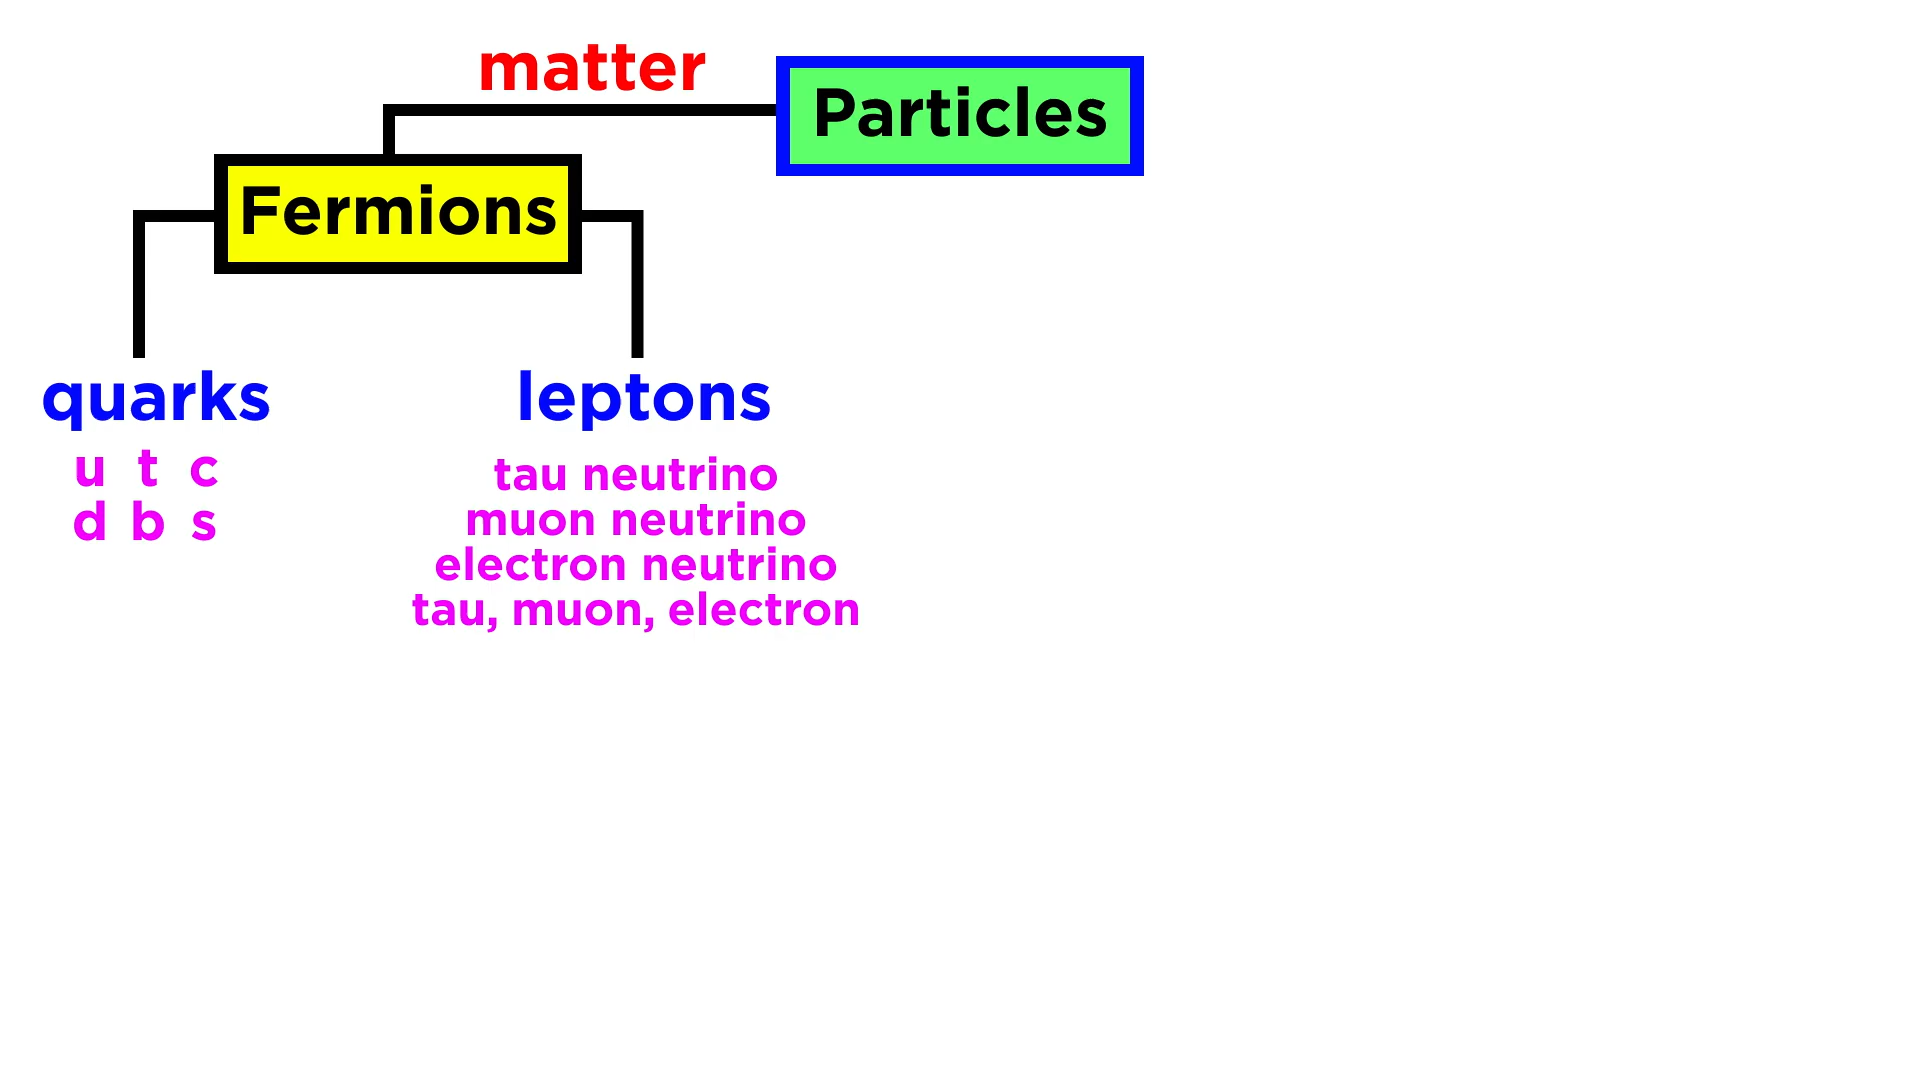 matter
Particles
Fermions
quarks
u t c
d b s
leptons
tau neutrino
muon neutrino
electron neutrino
tau, muon, electron